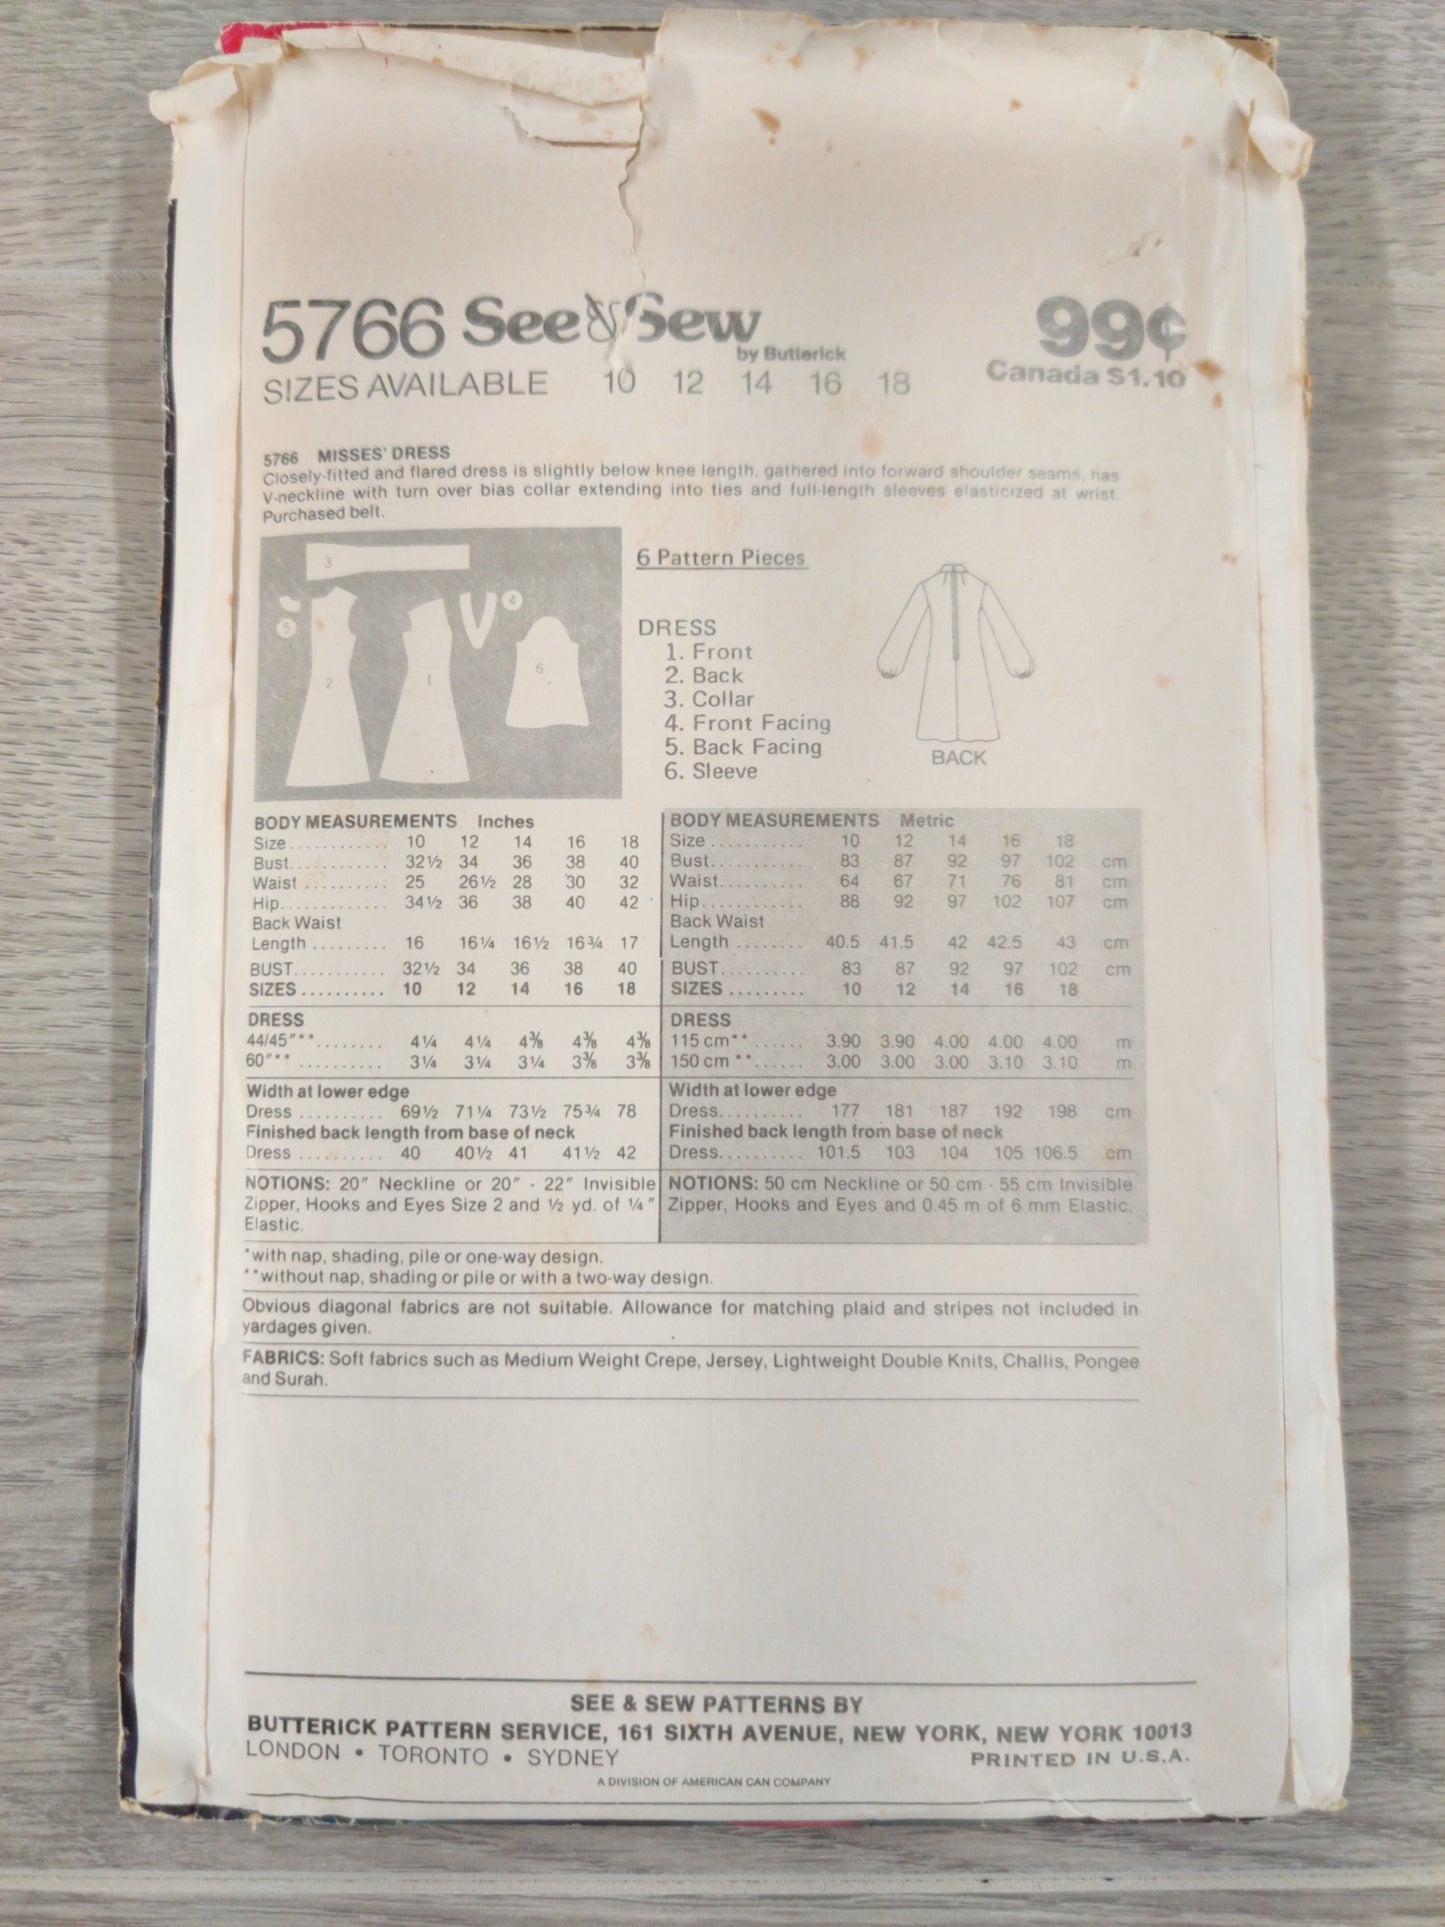 5766 See & Sew 99¢
by Butterick
Canada $1.10
SIZES AVAILABLE 10 12 14 16 18
5766 MISSES' DRESS
Closely-fitted and flared dress is slightly below knee length, gathered into forward shoulder seams, has
V-neckline with turn over bias collar extending into ties and full-length sleeves elasticized at wrist.
Purchased belt.
3
5
4
2
1
6
6 Pattern Pieces
DRESS
1. Front
2. Back
3. Collar
4. Front Facing
5. Back Facing
6. Sleeve
BACK
BODY MEASUREMENTS Inches
Size ............ 10 12 14 16 18
Bust ............ 32½ 34 36 38 40
Waist .......... 25 26½ 28 30 32
Hip ............. 34½ 36 38 40 42
Back Waist
Length ......... 16 16¼ 16½ 16¾ 17
BUST ........... 32½ 34 36 38 40
SIZES .......... 10 12 14 16 18
DRESS
44/45"** ........ 4¼ 4¼ 4⅜ 4⅜ 4⅜
60"** .......... 3¼ 3¼ 3¼ 3⅜ 3⅜
Width at lower edge
Dress .......... 69½ 71¼ 73½ 75¾ 78
Finished back length from base of neck
Dress .......... 40 40½ 41 41½ 42
NOTIONS: 20" Neckline or 20" - 22" Invisible
Zipper, Hooks and Eyes Size 2 and ½ yd. of ¼"
Elastic.
BODY MEASUREMENTS Metric
Size ........... 10 12 14 16 18
Bust ........... 83 87 92 97 102 cm
Waist .......... 64 67 71 76 81 cm
Hip ............ 88 92 97 102 107 cm
Back Waist
Length ........ 40.5 41.5 42 42.5 43 cm
BUST .......... 83 87 92 97 102 cm
SIZES ......... 10 12 14 16 18
DRESS
115 cm** ...... 3.90 3.90 4.00 4.00 4.00 m
150 cm ** ...... 3.00 3.00 3.00 3.10 3.10 m
Width at lower edge
Dress .......... 177 181 187 192 198 cm
Finished back length from base of neck
Dress .......... 101.5 103 104 105 106.5 cm
NOTIONS: 50 cm Neckline or 50 cm - 55 cm Invisible
Zipper, Hooks and Eyes and 0.45 m of 6 mm Elastic.
*with nap, shading, pile or one-way design.
**without nap, shading or pile or with a two-way design.
Obvious diagonal fabrics are not suitable. Allowance for matching plaid and stripes not included in
yardages given.
FABRICS: Soft fabrics such as Medium Weight Crepe, Jersey, Lightweight Double Knits, Challis, Pongee
and Surah.
SEE & SEW PATTERNS BY
BUTTERICK PATTERN SERVICE, 161 SIXTH AVENUE, NEW YORK, NEW YORK 10013
LONDON • TORONTO • SYDNEY PRINTED IN U.S.A.
A DIVISION OF AMERICAN CAN COMPANY